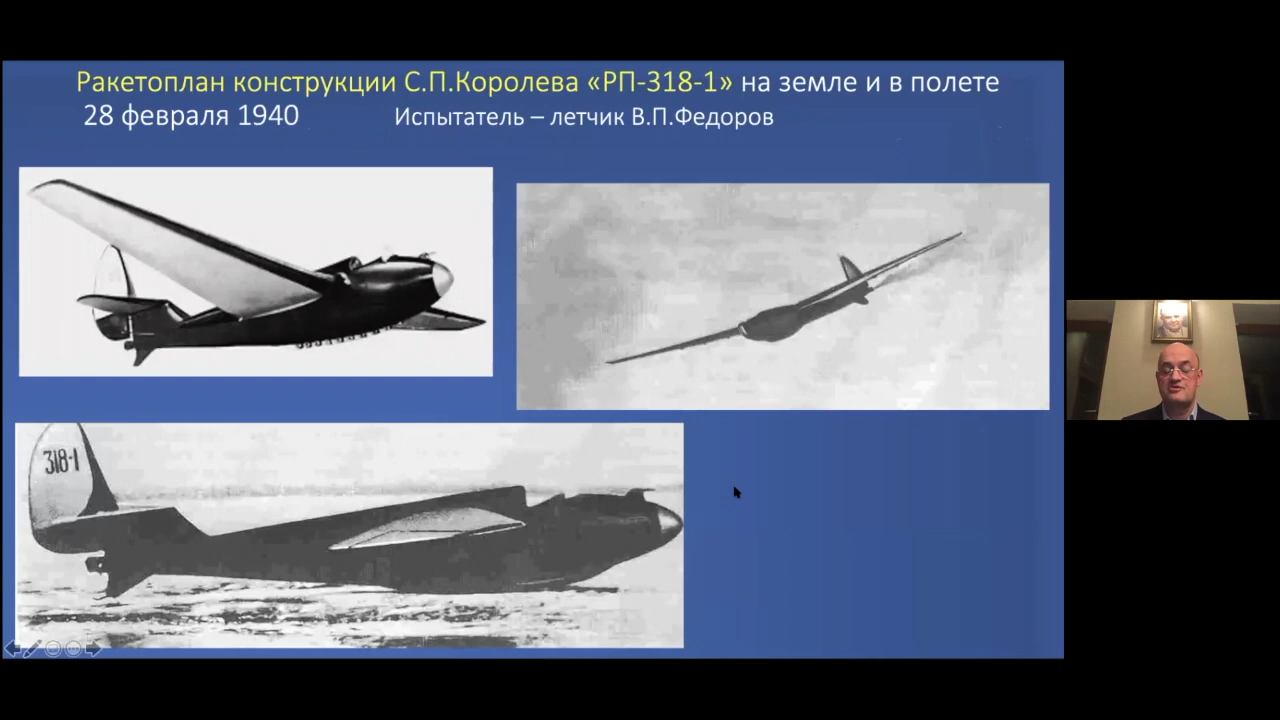 Ракетоплан конструкции С.П.Королева «РП-318-1» на земле и в полете
28 февраля 1940 Испытатель – летчик В.П.Федоров
318-1